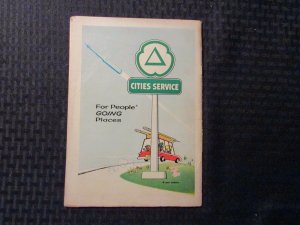 CITIES SERVICE
For People
GOING
Places